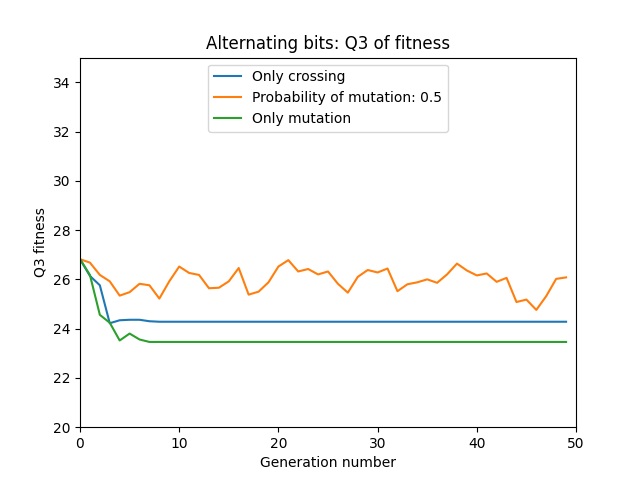 Alternating bits: Q3 of fitness
Only crossing
Probability of mutation: 0.5
Only mutation
34
32
30
28
26
24
22
20
Q3 fitness
0 10 20 30 40 50
Generation number